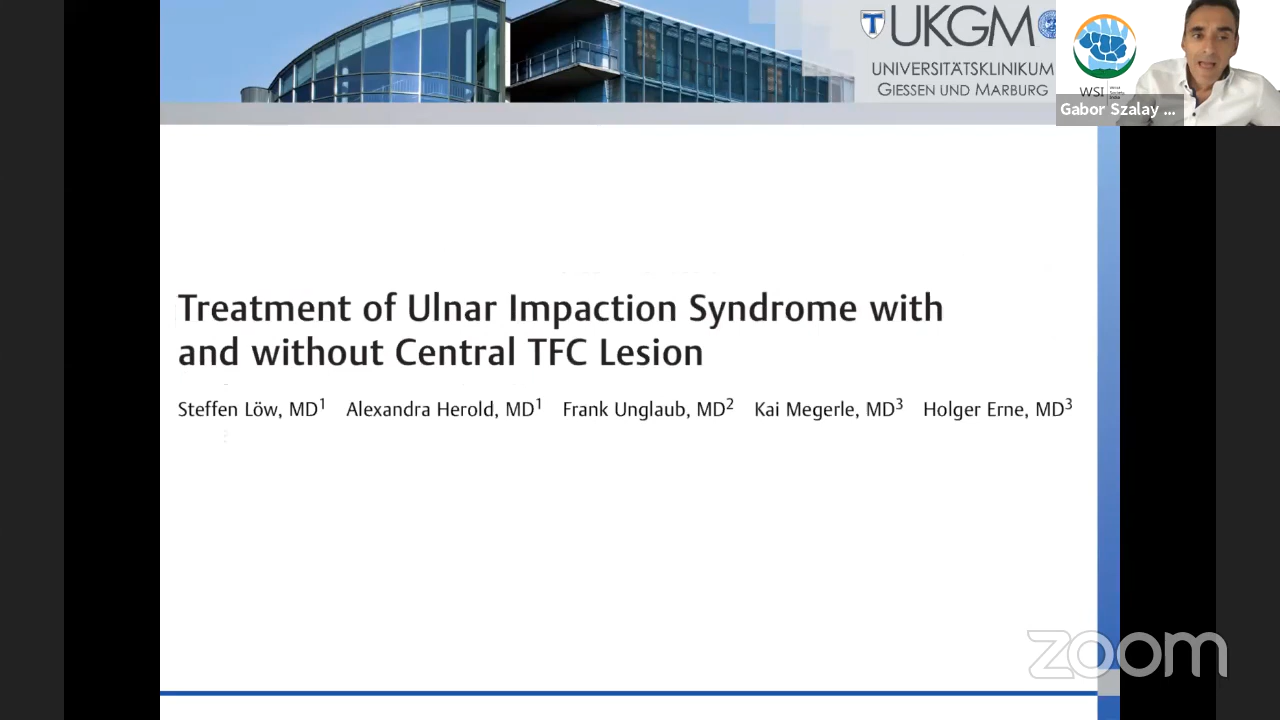 UKGM
UNIVERSITÄTSKLINIKUM
GIESSEN UND MARBURG
WSI
Gabor Szalay ...
Treatment of Ulnar Impaction Syndrome with
and without Central TFC Lesion
Steffen Löw, MD1 Alexandra Herold, MD1 Frank Unglaub, MD2 Kai Megerle, MD3 Holger Erne, MD3
zoom